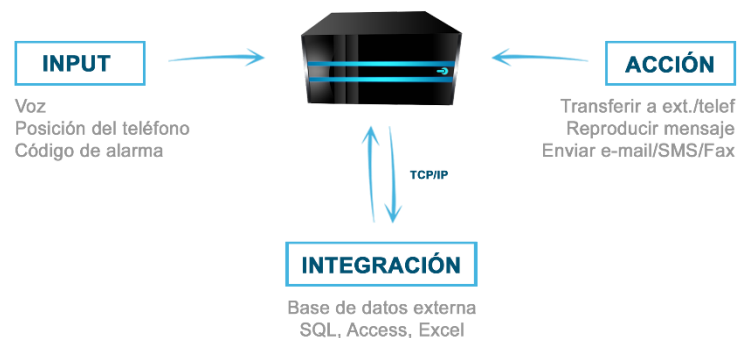 INPUT
Voz
Posición del teléfono
Código de alarma
ACCIÓN
Transferir a ext./telef
Reproducir mensaje
Enviar e-mail/SMS/Fax
TCP/IP
INTEGRACIÓN
Base de datos externa
SQL, Access, Excel